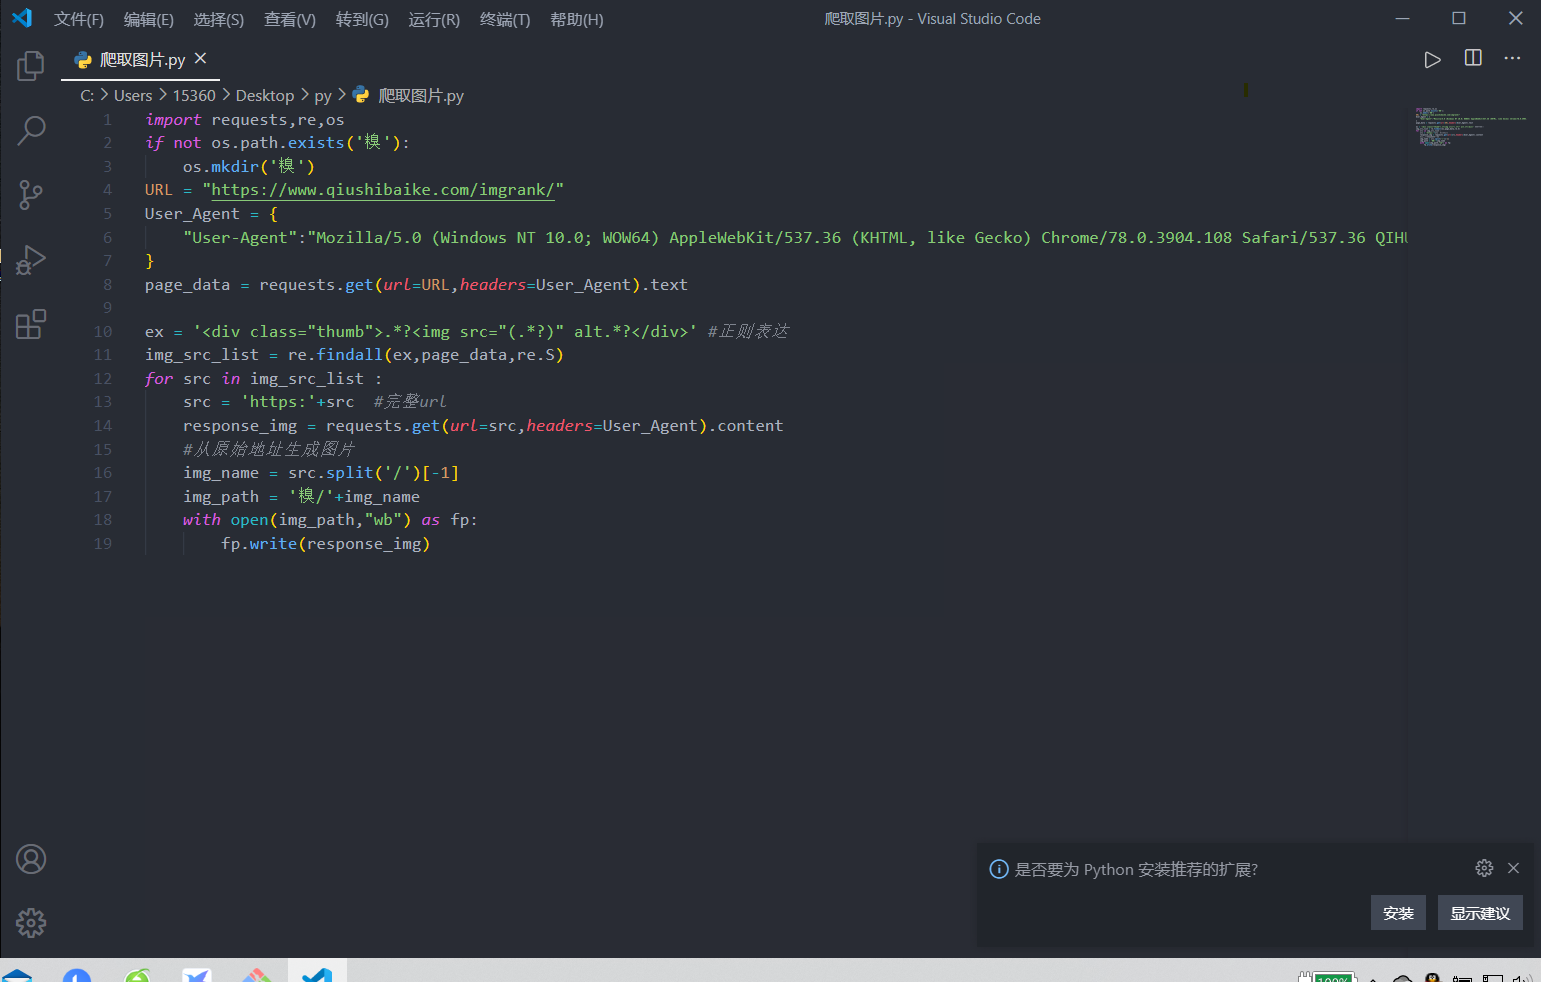 文件(F) 编辑(E) 选择(S) 查看(V) 转到(G) 运行(R) 终端(T) 帮助(H) 爬取图片.py - Visual Studio Code
爬取图片.py
C: > Users > 15360 > Desktop > py > 爬取图片.py
1 import requests,re,os
2 if not os.path.exists('糗'):
3 os.mkdir('糗')
4 URL = "https://www.qiushibaike.com/imgrank/"
5 User_Agent = {
6 "User-Agent":"Mozilla/5.0 (Windows NT 10.0; WOW64) AppleWebKit/537.36 (KHTML, like Gecko) Chrome/78.0.3904.108 Safari/537.36 QIHU
7 }
8 page_data = requests.get(url=URL,headers=User_Agent).text
9
10 ex = '<div class="thumb">.*?<img src="(.*?)" alt.*?</div>' #正则表达
11 img_src_list = re.findall(ex,page_data,re.S)
12 for src in img_src_list :
13 src = 'https:'+src #完整url
14 response_img = requests.get(url=src,headers=User_Agent).content
15 #从原始地址生成图片
16 img_name = src.split('/')[-1]
17 img_path = '糗/'+img_name
18 with open(img_path,"wb") as fp:
19 fp.write(response_img)
是否要为 Python 安装推荐的扩展?
安装 显示建议
100%